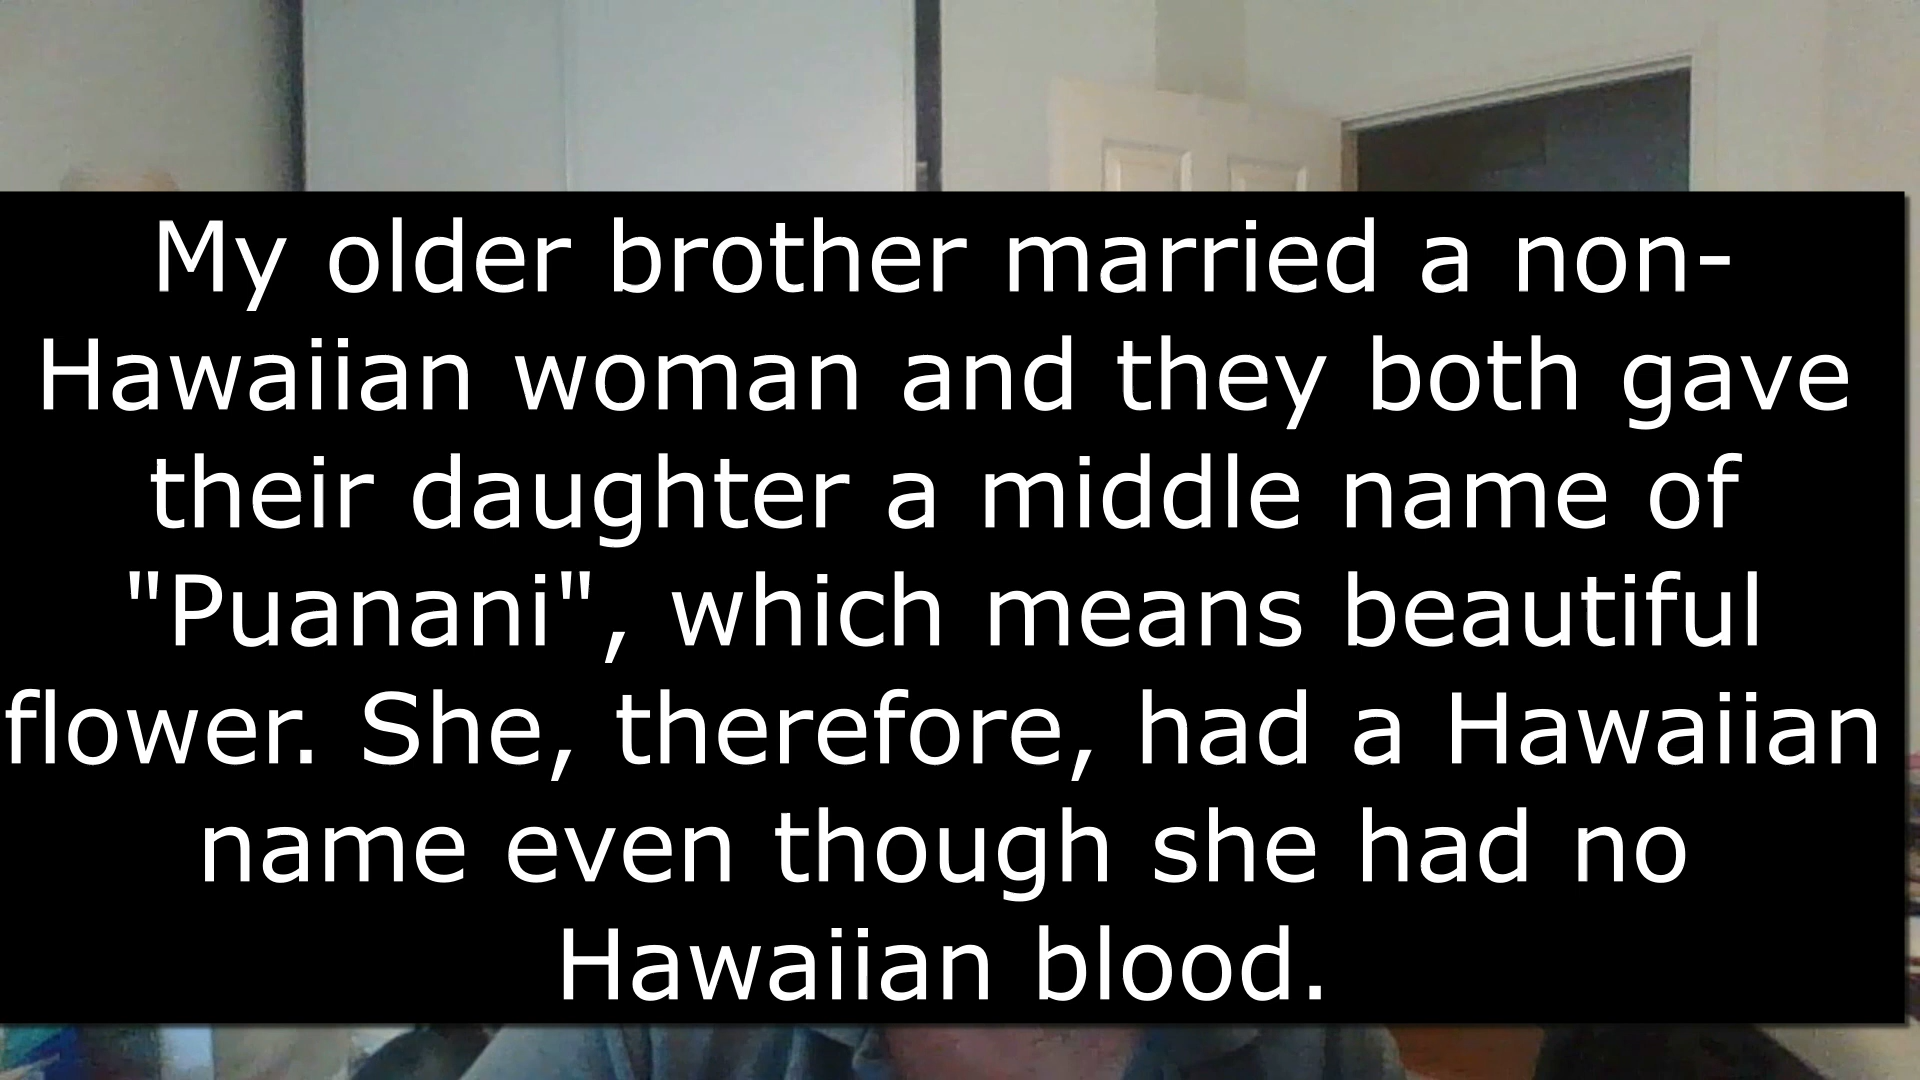 My older brother married a non-
Hawaiian woman and they both gave
their daughter a middle name of
"Puanani", which means beautiful
flower. She, therefore, had a Hawaiian
name even though she had no
Hawaiian blood.